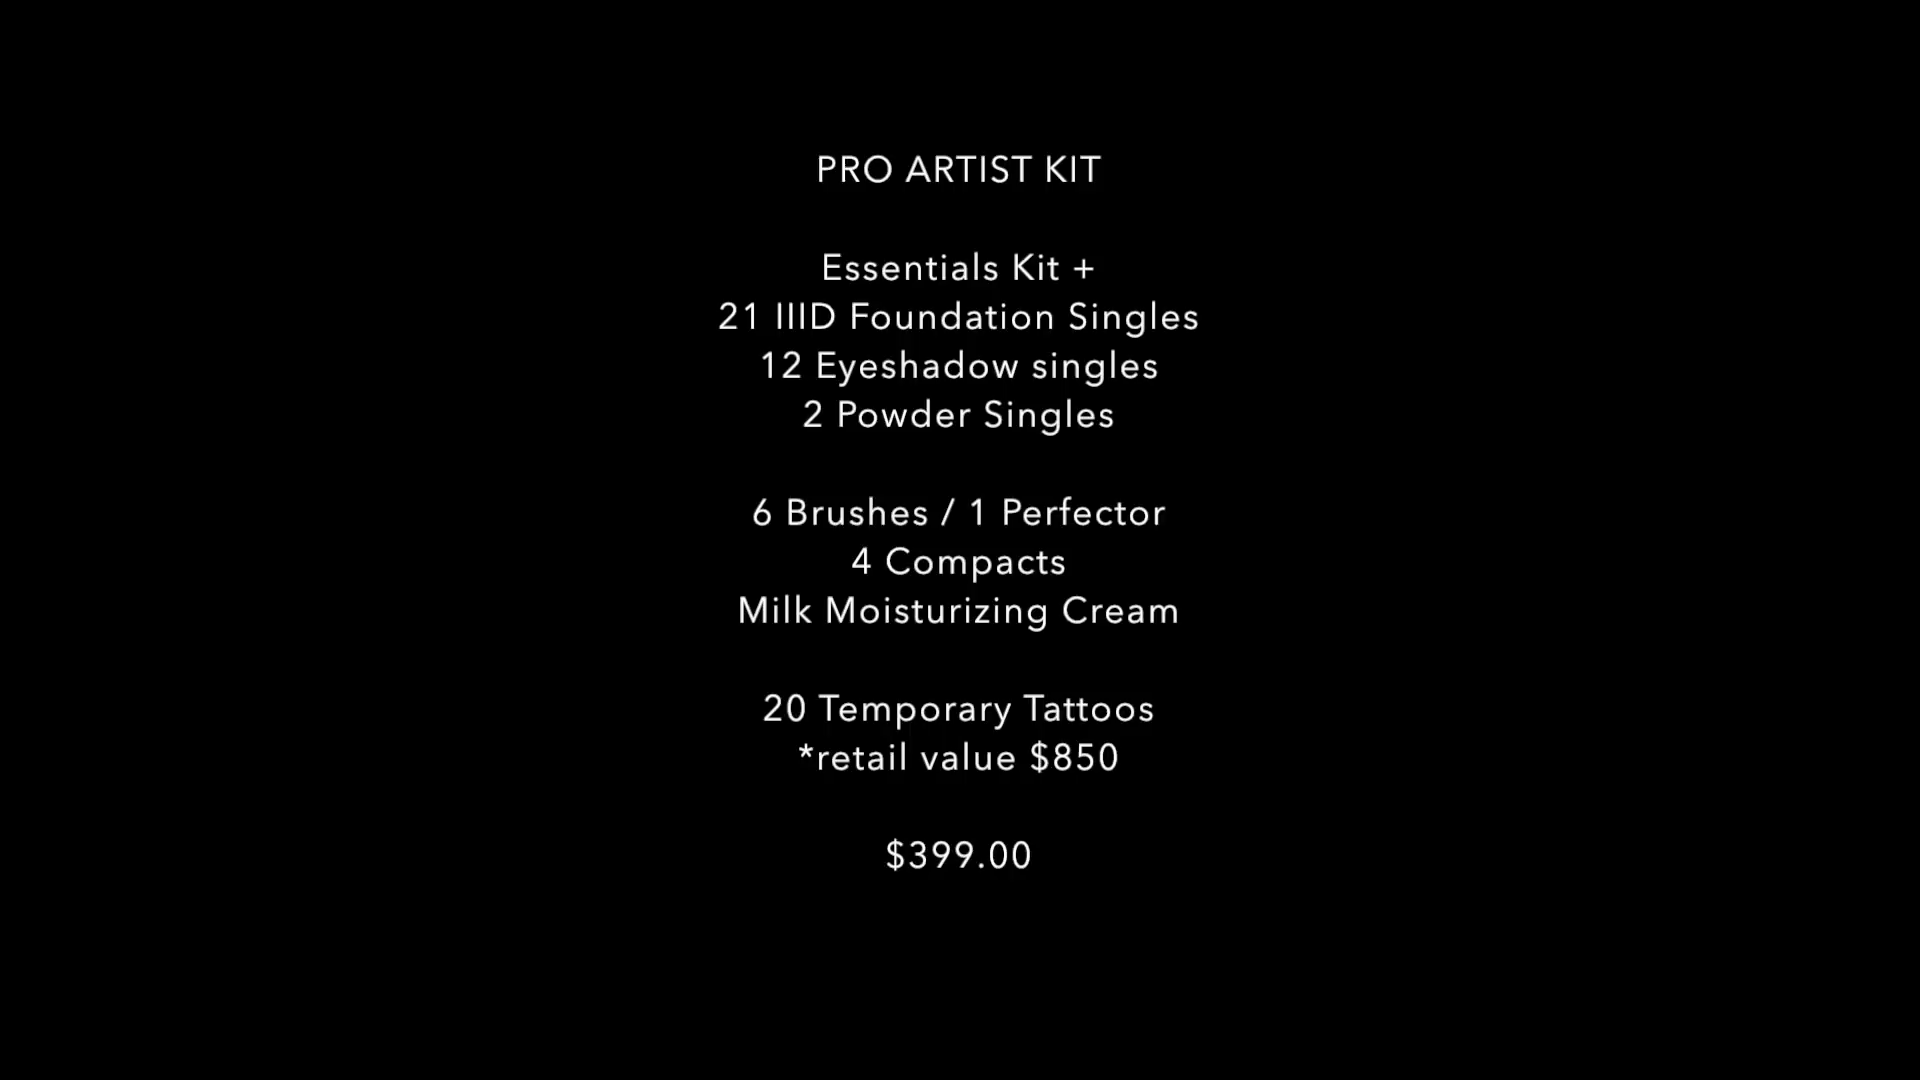 PRO ARTIST KIT
Essentials Kit +
21 IIID Foundation Singles
12 Eyeshadow singles
2 Powder Singles
6 Brushes / 1 Perfector
4 Compacts
Milk Moisturizing Cream
20 Temporary Tattoos
*retail value $850
$399.00